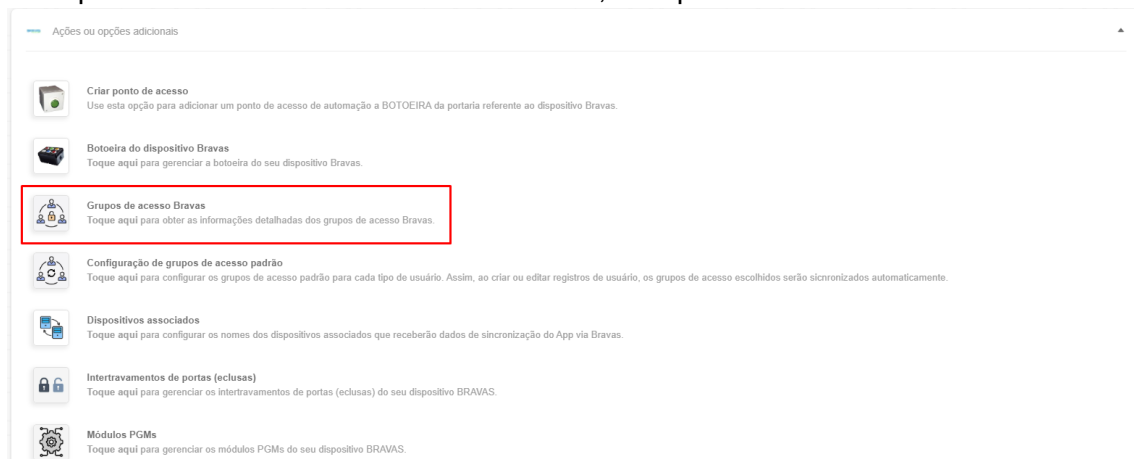 Ações ou opções adicionais
Criar ponto de acesso
Use esta opção para adicionar um ponto de acesso de automação a BOTOEIRA da portaria referente ao dispositivo Bravas.
Botoeira do dispositivo Bravas
Toque aqui para gerenciar a botoeira do seu dispositivo Bravas.
Grupos de acesso Bravas
Toque aqui para obter as informações detalhadas dos grupos de acesso Bravas.
Configuração de grupos de acesso padrão
Toque aqui para configurar os grupos de acesso padrão para cada tipo de usuário. Assim, ao criar ou editar registros de usuário, os grupos de acesso escolhidos serão sicnronizados automaticamente.
Dispositivos associados
Toque aqui para configurar os nomes dos dispositivos associados que receberão dados de sincronização do App via Bravas.
Intertravamentos de portas (eclusas)
Toque aqui para gerenciar os intertravamentos de portas (eclusas) do seu dispositivo BRAVAS.
Módulos PGMs
Toque aqui para gerenciar os módulos PGMs do seu dispositivo BRAVAS.